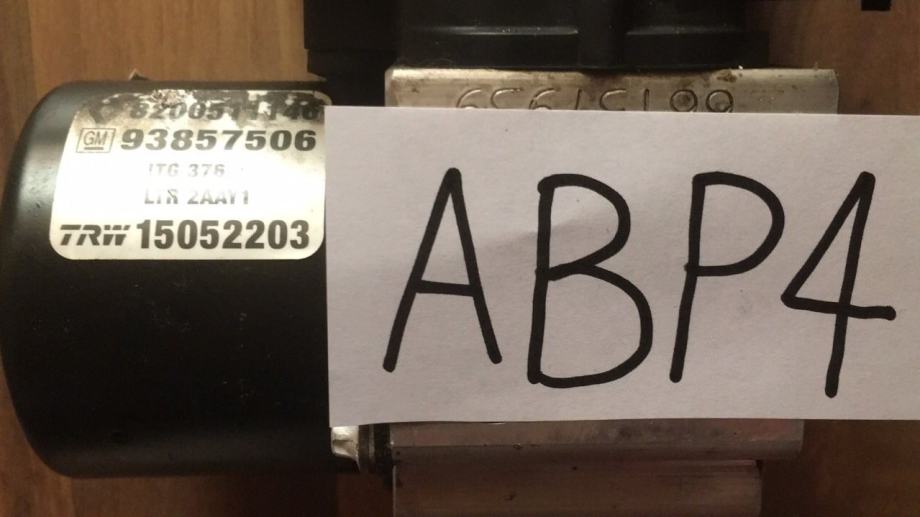 8200511146
GM 93857506
ITG 376
LTR 2AAY1
TRW 15052203
ABP4